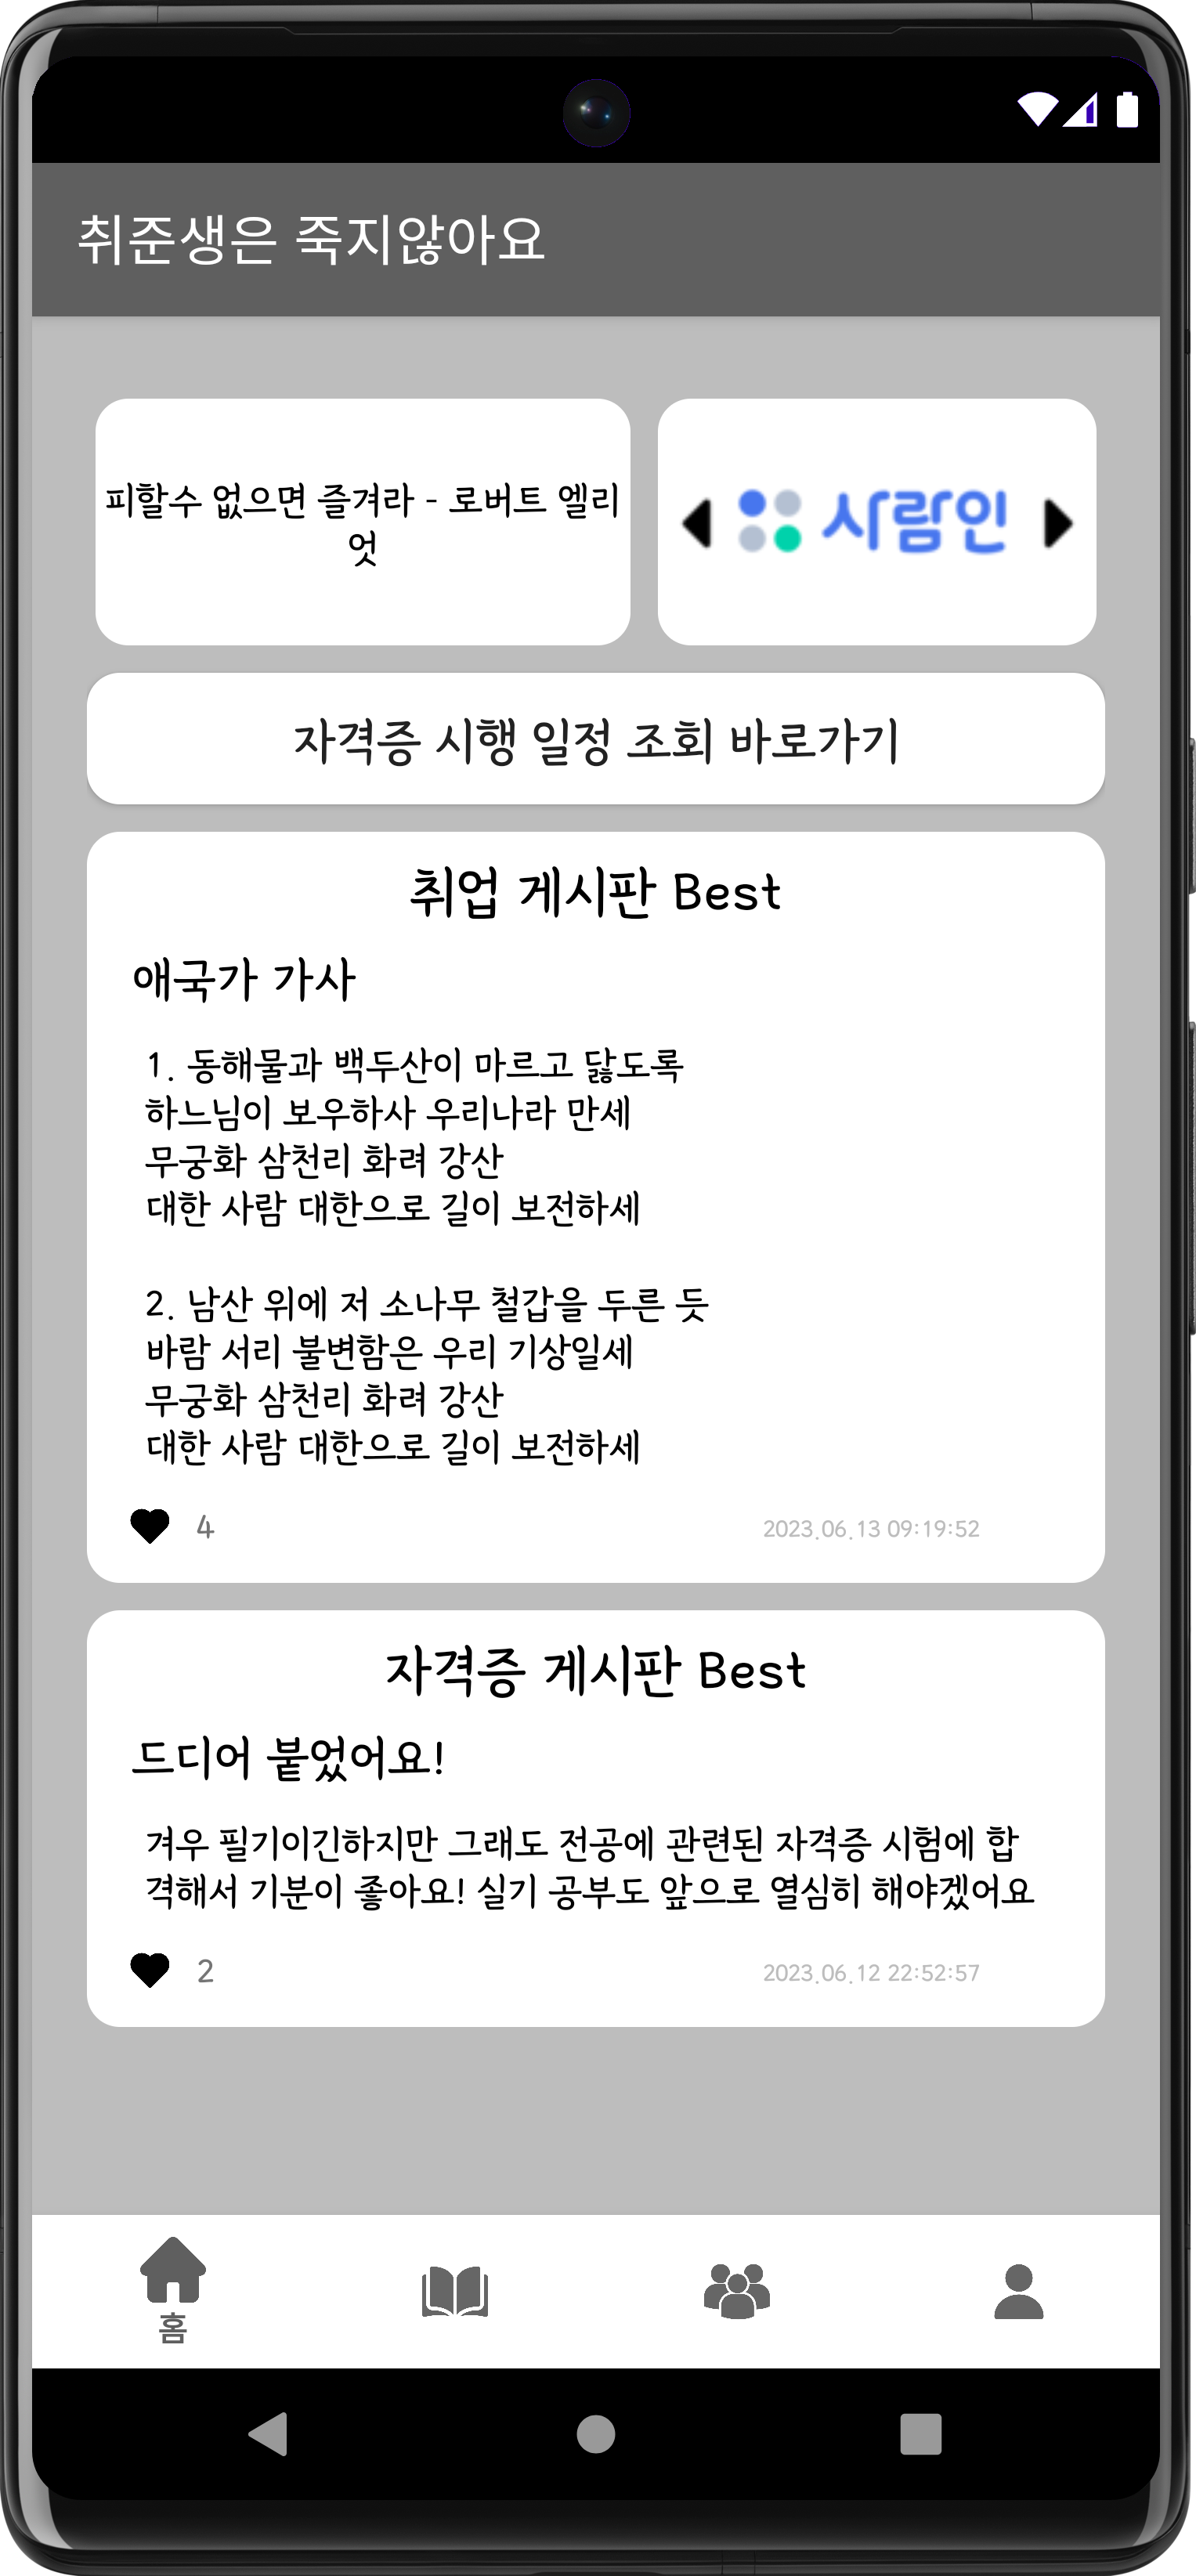 취준생은 죽지않아요
피할수 없으면 즐겨라 - 로버트 엘리
엇
사람인
자격증 시행 일정 조회 바로가기
취업 게시판 Best
애국가 가사
1. 동해물과 백두산이 마르고 닳도록
하느님이 보우하사 우리나라 만세
무궁화 삼천리 화려 강산
대한 사람 대한으로 길이 보전하세
2. 남산 위에 저 소나무 철갑을 두른 듯
바람 서리 불변함은 우리 기상일세
무궁화 삼천리 화려 강산
대한 사람 대한으로 길이 보전하세
4
2023.06.13 09:19:52
자격증 게시판 Best
드디어 붙었어요!
겨우 필기이긴하지만 그래도 전공에 관련된 자격증 시험에 합
격해서 기분이 좋아요! 실기 공부도 앞으로 열심히 해야겠어요
2
2023.06.12 22:52:57
홈